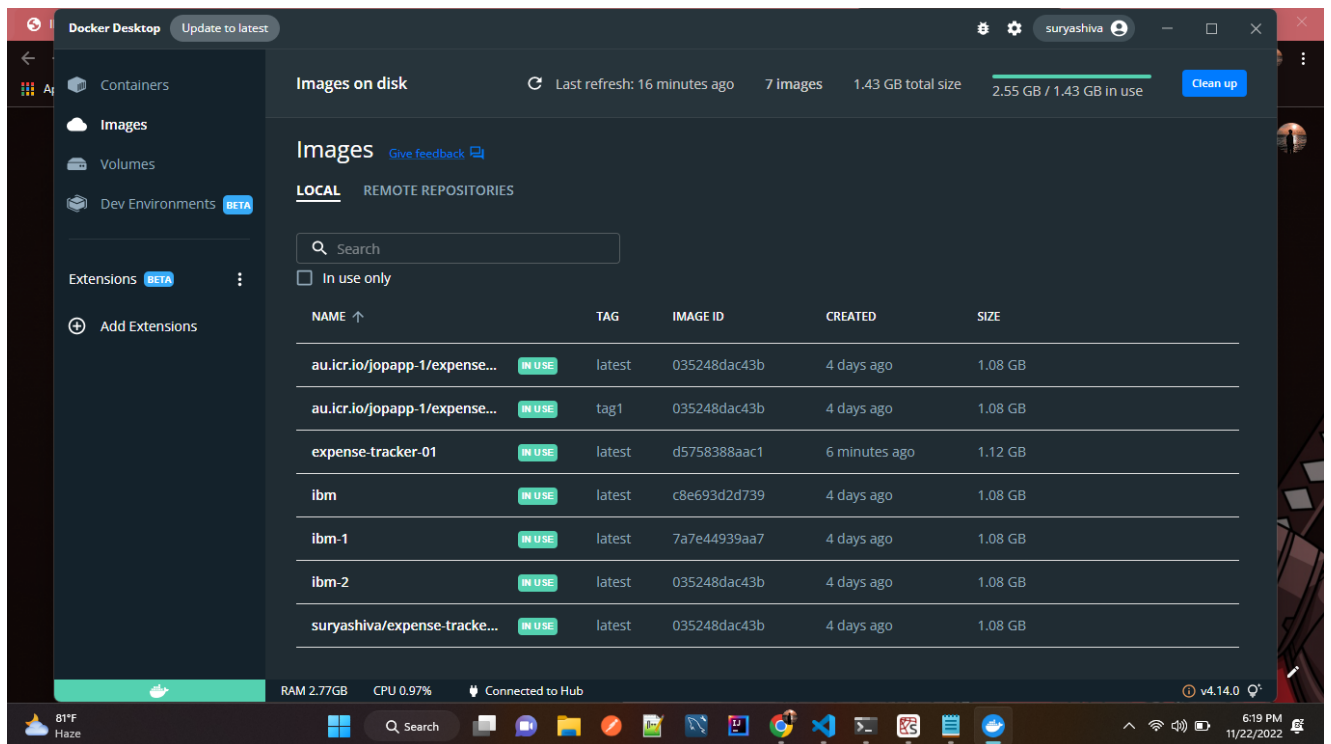 Docker Desktop Update to latest suryashiva
Containers
Images
Volumes
Dev Environments BETA
Extensions BETA
Add Extensions
Images on disk Last refresh: 16 minutes ago 7 images 1.43 GB total size 2.55 GB / 1.43 GB in use Clean up
Images Give feedback
LOCAL REMOTE REPOSITORIES
Search
In use only
NAME TAG IMAGE ID CREATED SIZE
au.icr.io/jopapp-1/expense... IN USE latest 035248dac43b 4 days ago 1.08 GB
au.icr.io/jopapp-1/expense... IN USE tag1 035248dac43b 4 days ago 1.08 GB
expense-tracker-01 IN USE latest d5758388aac1 6 minutes ago 1.12 GB
ibm IN USE latest c8e693d2d739 4 days ago 1.08 GB
ibm-1 IN USE latest 7a7e44939aa7 4 days ago 1.08 GB
ibm-2 IN USE latest 035248dac43b 4 days ago 1.08 GB
suryashiva/expense-tracke... IN USE latest 035248dac43b 4 days ago 1.08 GB
RAM 2.77GB CPU 0.97% Connected to Hub v4.14.0
81°F
Haze
Search
6:19 PM
11/22/2022